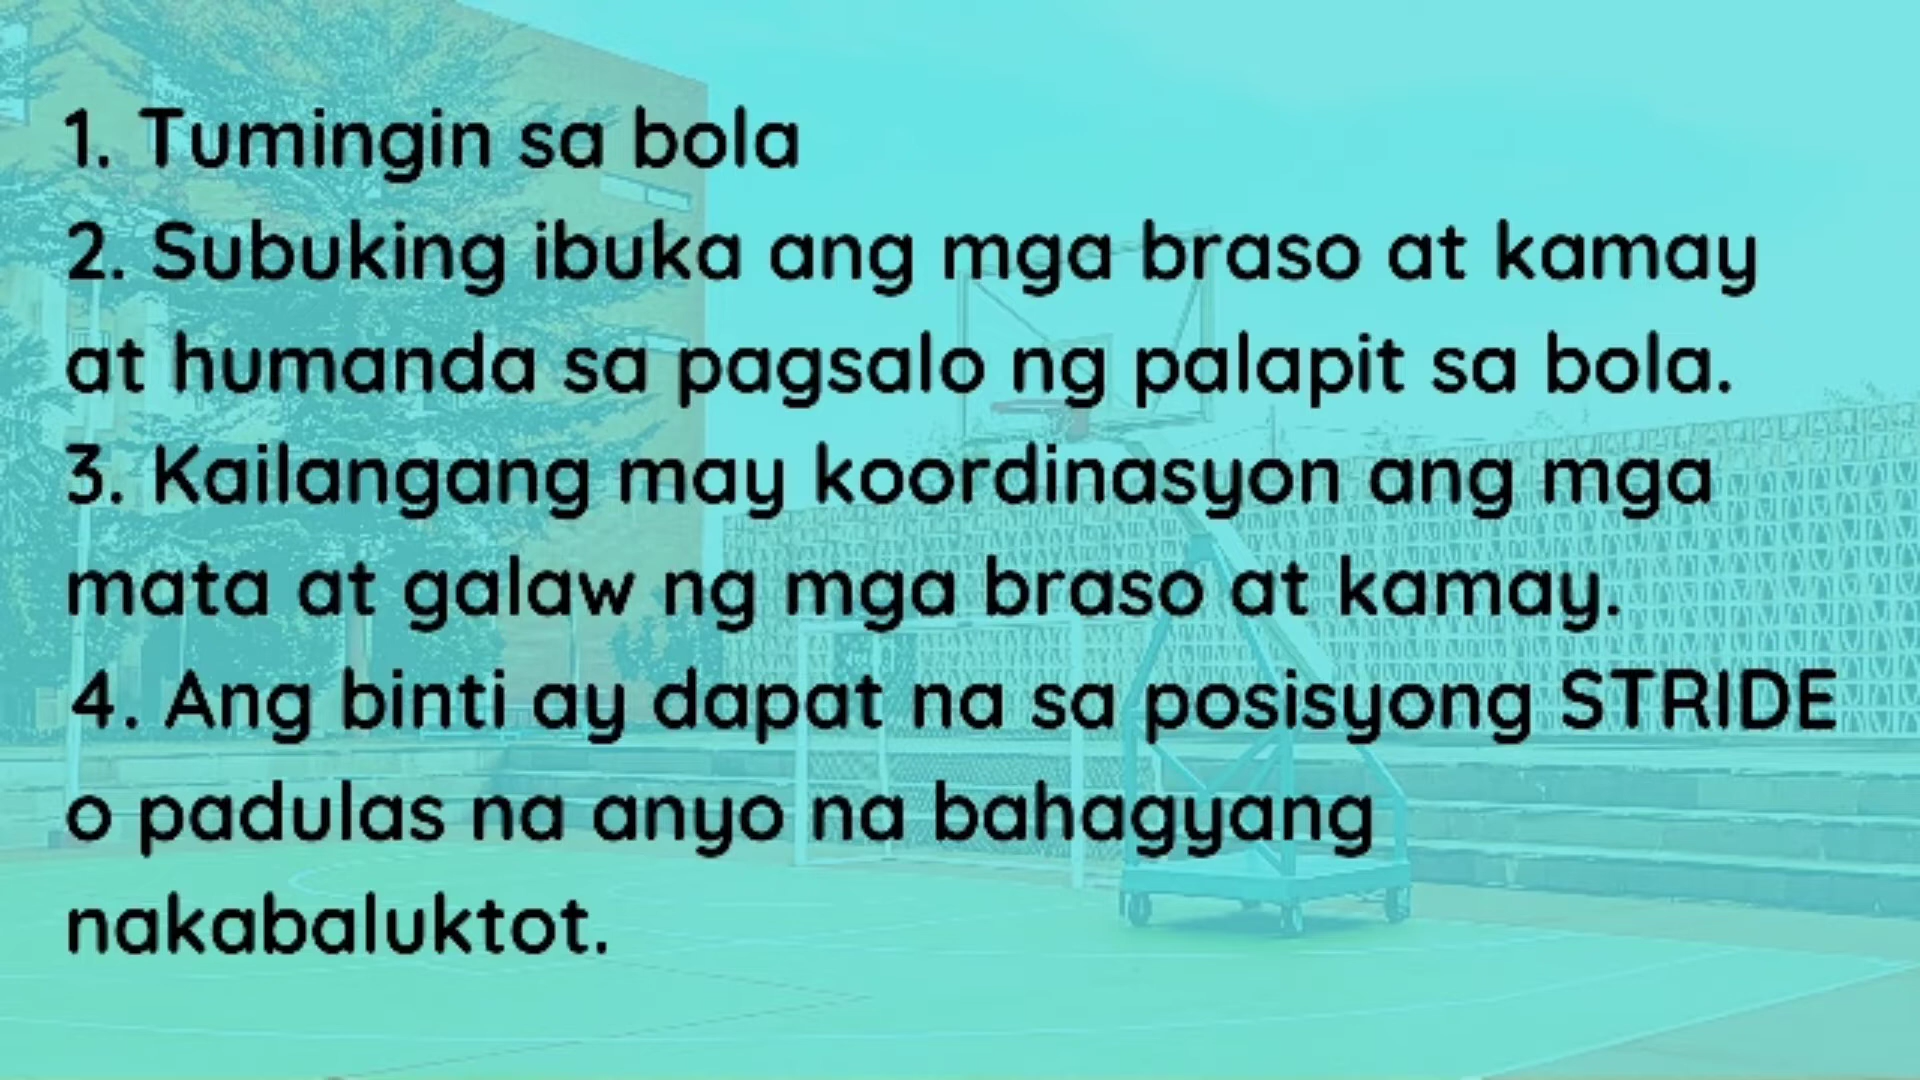 1. Tumingin sa bola
2. Subuking ibuka ang mga braso at kamay
at humanda sa pagsalo ng palapit sa bola.
3. Kailangang may koordinasyon ang mga
mata at galaw ng mga braso at kamay.
4. Ang binti ay dapat na sa posisyong STRIDE
o padulas na anyo na bahagyang
nakabaluktot.